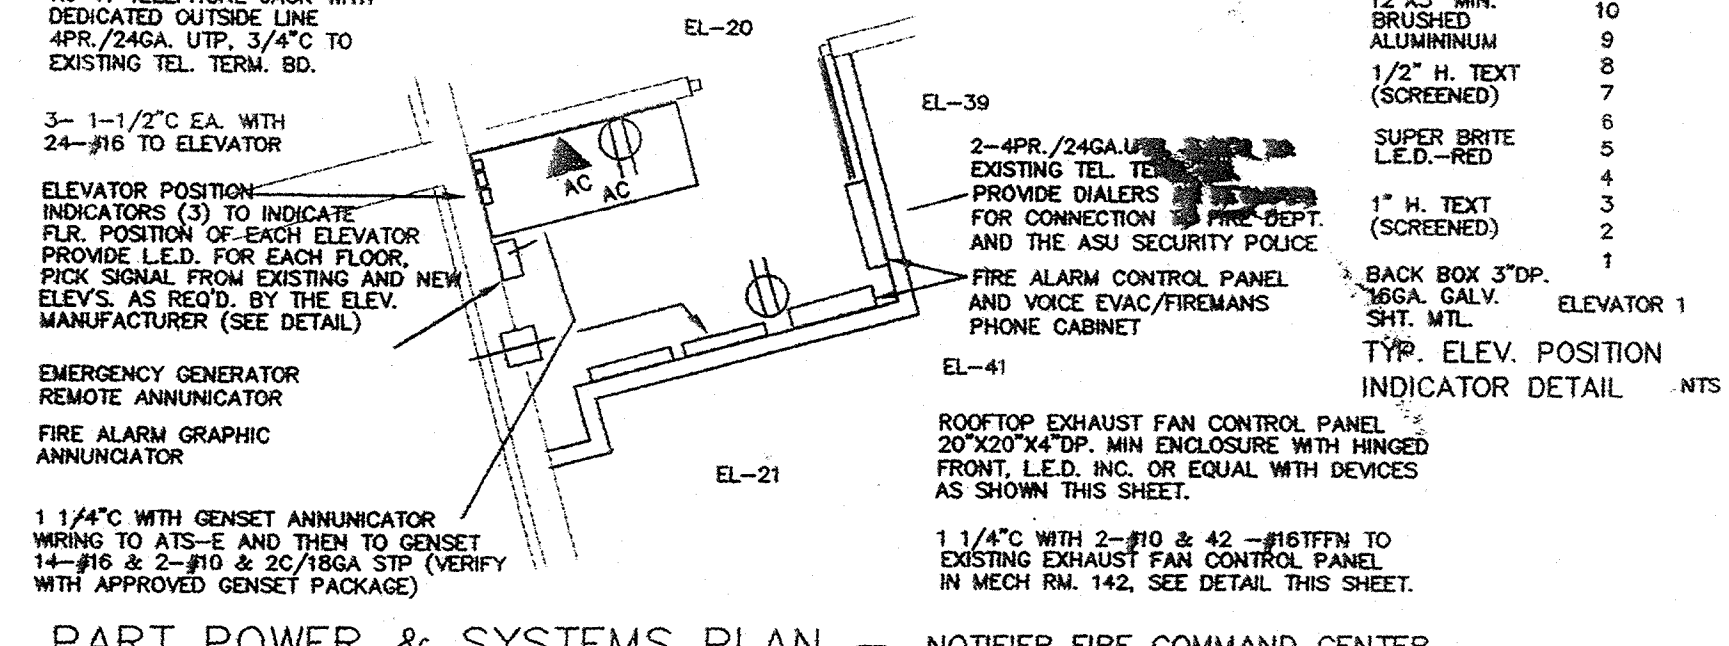 DEDICATED OUTSIDE LINE
4PR./24GA. UTP, 3/4"C TO
EXISTING TEL. TERM. BD.
3- 1-1/2"C EA. WITH
24-#16 TO ELEVATOR
ELEVATOR POSITION
INDICATORS (3) TO INDICATE
FLR. POSITION OF EACH ELEVATOR
PROVIDE L.E.D. FOR EACH FLOOR,
PICK SIGNAL FROM EXISTING AND NEW
ELEV'S. AS REQ'D. BY THE ELEV.
MANUFACTURER (SEE DETAIL)
EMERGENCY GENERATOR
REMOTE ANNUNICATOR
FIRE ALARM GRAPHIC
ANNUNCIATOR
1 1/4"C WITH GENSET ANNUNICATOR
WIRING TO ATS-E AND THEN TO GENSET
14-#16 & 2-#10 & 2C/18GA STP (VERIFY
WITH APPROVED GENSET PACKAGE)
EL-20
AC
AC
EL-21
EL-39
2-4PR./24GA.
EXISTING TEL.
PROVIDE DIALERS
FOR CONNECTION FIRE DEPT.
AND THE ASU SECURITY POLICE
FIRE ALARM CONTROL PANEL
AND VOICE EVAC/FIREMANS
PHONE CABINET
EL-41
ROOFTOP EXHAUST FAN CONTROL PANEL
20"X20"X4"DP. MIN ENCLOSURE WITH HINGED
FRONT, L.E.D. INC. OR EQUAL WITH DEVICES
AS SHOWN THIS SHEET.
1 1/4"C WITH 2-#10 & 42 -#16TFFN TO
EXISTING EXHAUST FAN CONTROL PANEL
IN MECH RM. 142, SEE DETAIL THIS SHEET.
12"X3" MIN.
BRUSHED
ALUMININUM
1/2" H. TEXT
(SCREENED)
SUPER BRITE
L.E.D.-RED
1" H. TEXT
(SCREENED)
BACK BOX 3"DP.
16GA. GALV.
SHT. MTL.
10
9
8
7
6
5
4
3
2
1
ELEVATOR 1
TYP. ELEV. POSITION
INDICATOR DETAIL NTS
PART POWER & SYSTEMS PLAN - NOTIFIER FIRE COMMAND CENTER